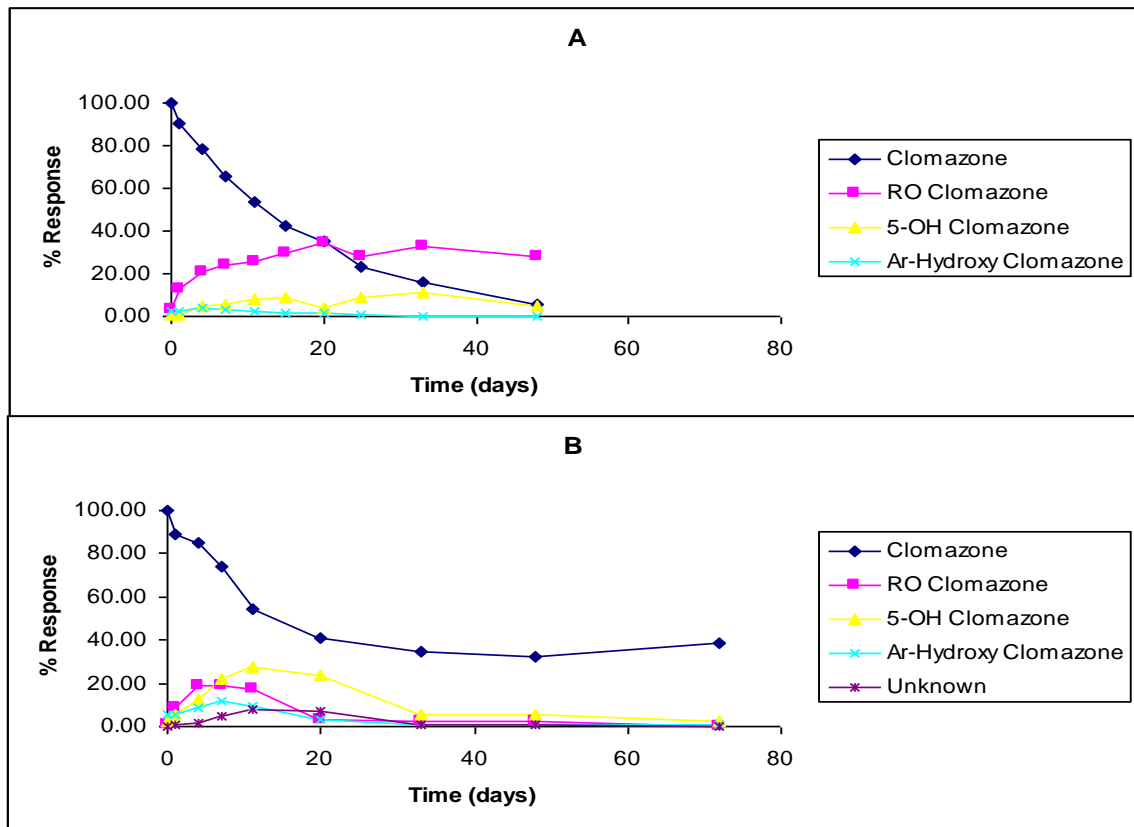 A
% Response
100.00
80.00
60.00
40.00
20.00
0.00
0 20 40 60 80
Time (days)
Clomazone
RO Clomazone
5-OH Clomazone
Ar-Hydroxy Clomazone
B
% Response
100.00
80.00
60.00
40.00
20.00
0.00
0 20 40 60 80
Time (days)
Clomazone
RO Clomazone
5-OH Clomazone
Ar-Hydroxy Clomazone
Unknown